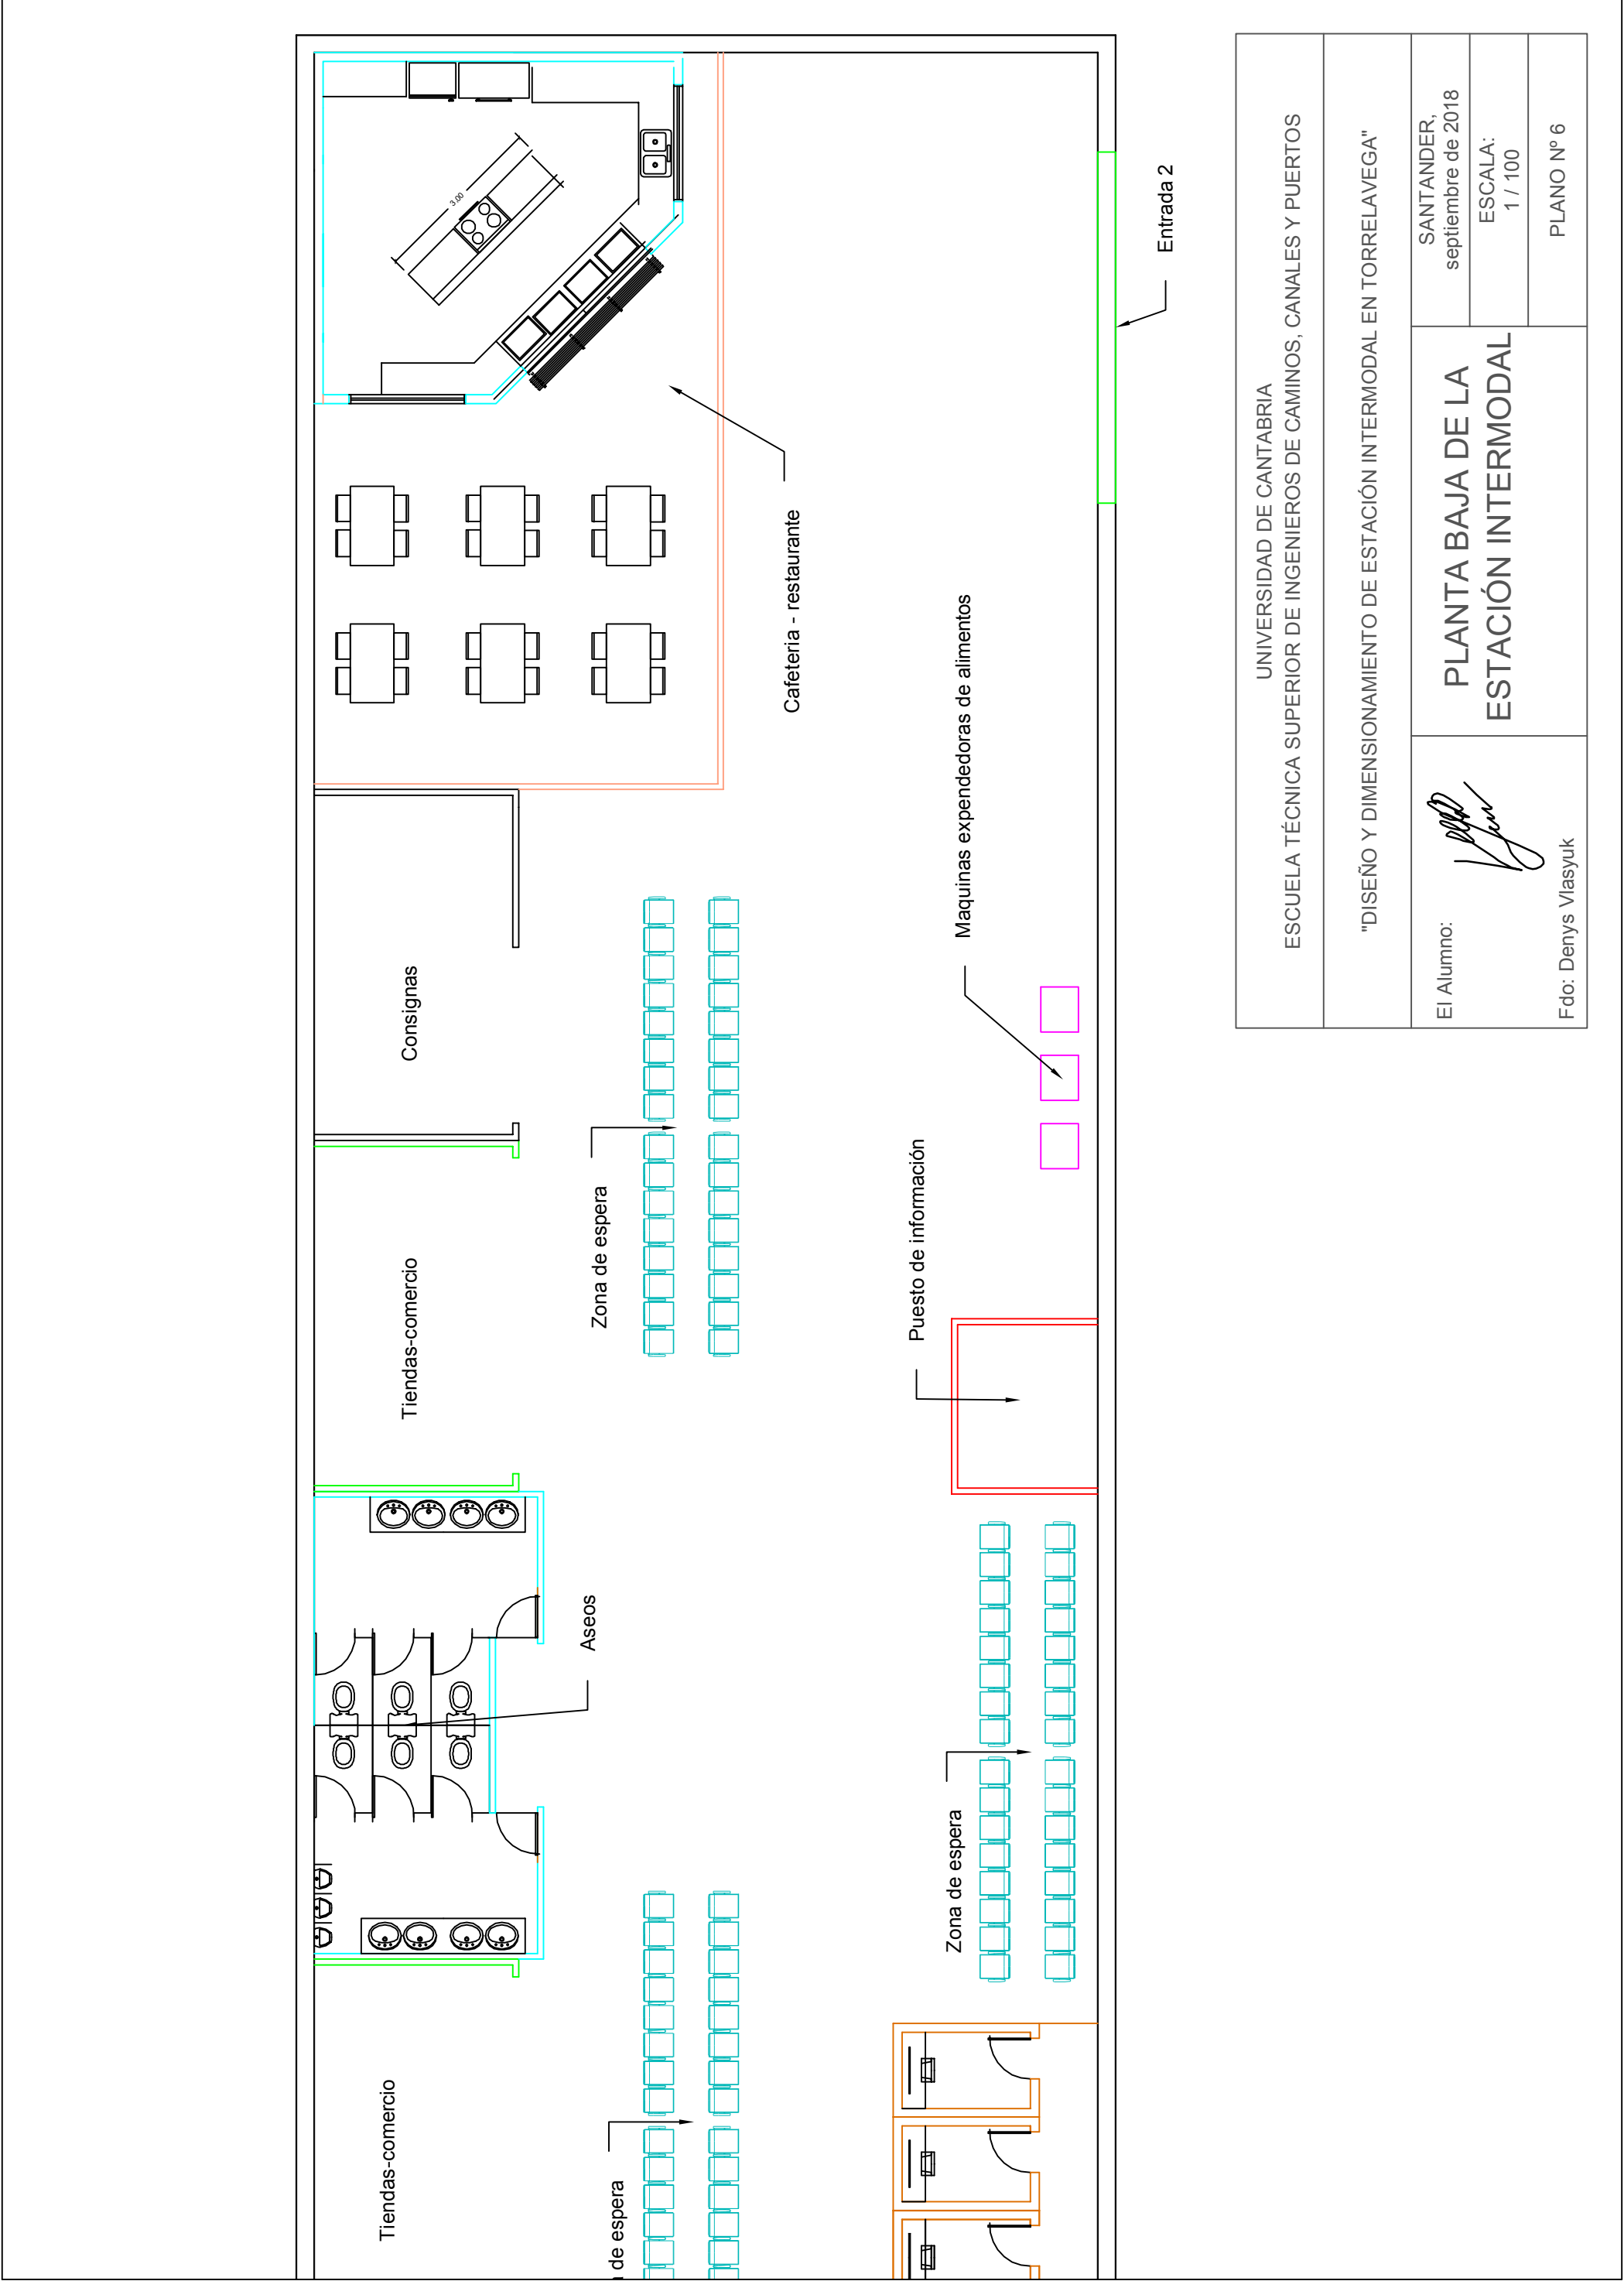 Tiendas-comercio
Aseos
Tiendas-comercio
Consignas
a de espera
Zona de espera
3.00
Cafeteria - restaurante
Zona de espera
Puesto de información
Maquinas expendedoras de alimentos
Entrada 2
UNIVERSIDAD DE CANTABRIA
ESCUELA TÉCNICA SUPERIOR DE INGENIEROS DE CAMINOS, CANALES Y PUERTOS
"DISEÑO Y DIMENSIONAMIENTO DE ESTACIÓN INTERMODAL EN TORRELAVEGA"
El Alumno:
Fdo: Denys Vlasyuk
PLANTA BAJA DE LA
ESTACIÓN INTERMODAL
SANTANDER,
septiembre de 2018
ESCALA:
1 / 100
PLANO Nº 6